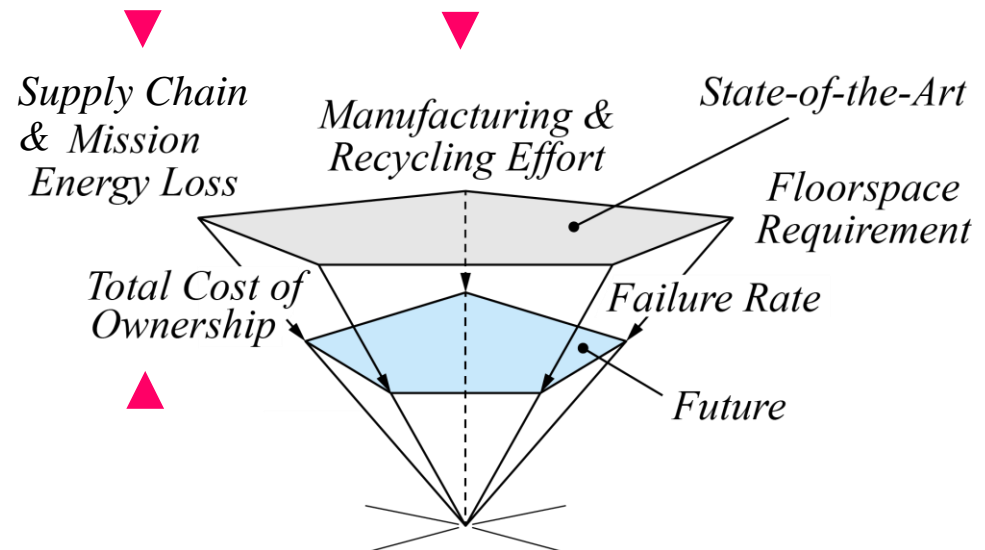 Supply Chain
& Mission
Energy Loss
Manufacturing &
Recycling Effort
State-of-the-Art
Floorspace
Requirement
Total Cost of
Ownership
Failure Rate
Future